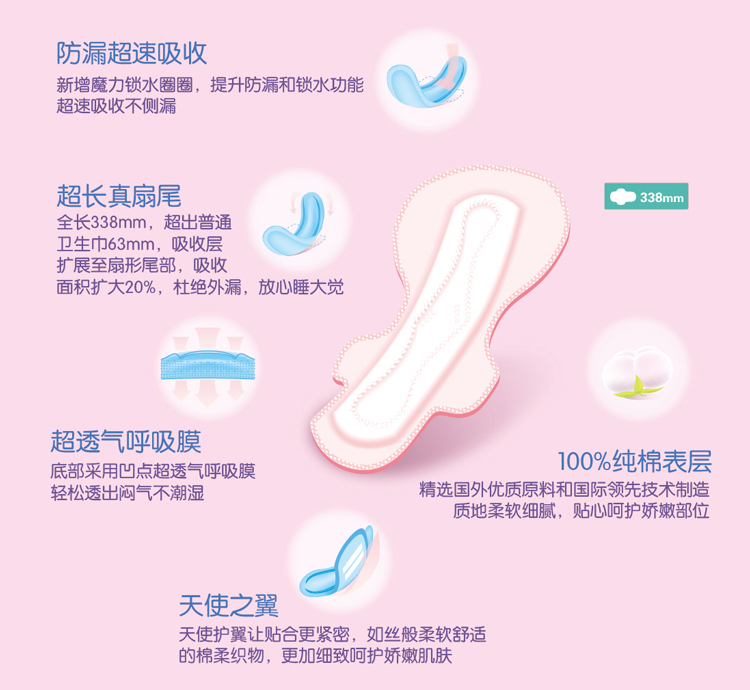 防漏超速吸收
新增魔力锁水圈圈，提升防漏和锁水功能
超速吸收不侧漏
超长真扇尾
全长338mm，超出普通
卫生巾63mm，吸收层
扩展至扇形尾部，吸收
面积扩大20%，杜绝外漏，放心睡大觉
338mm
超透气呼吸膜
底部采用凹点超透气呼吸膜
轻松透出闷气不潮湿
100%纯棉表层
精选国外优质原料和国际领先技术制造
质地柔软细腻，贴心呵护娇嫩部位
天使之翼
天使护翼让贴合更紧密，如丝般柔软舒适
的棉柔织物，更加细致呵护娇嫩肌肤